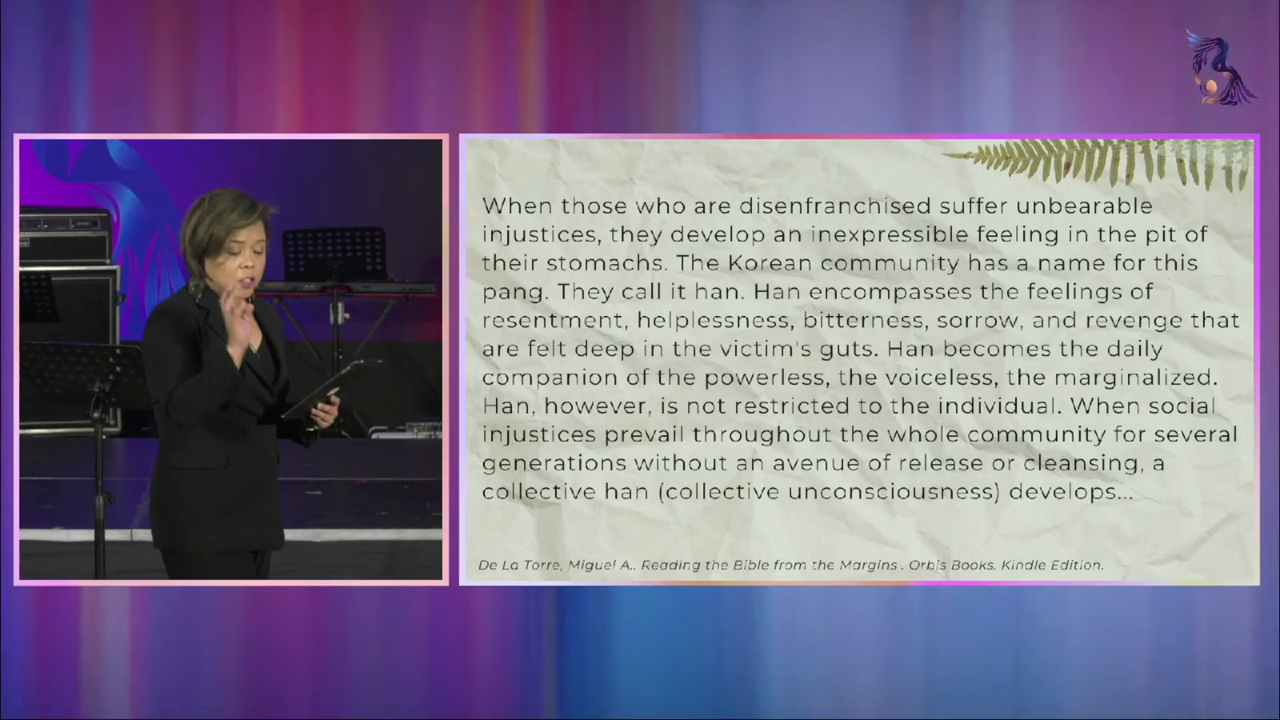 When those who are disenfranchised suffer unbearable
injustices, they develop an inexpressible feeling in the pit of
their stomachs. The Korean community has a name for this
pang. They call it han. Han encompasses the feelings of
resentment, helplessness, bitterness, sorrow, and revenge that
are felt deep in the victim's guts. Han becomes the daily
companion of the powerless, the voiceless, the marginalized.
Han, however, is not restricted to the individual. When social
injustices prevail throughout the whole community for several
generations without an avenue of release or cleansing, a
collective han (collective unconsciousness) develops...
De La Torre, Miguel A.. Reading the Bible from the Margins . Orbis Books. Kindle Edition.